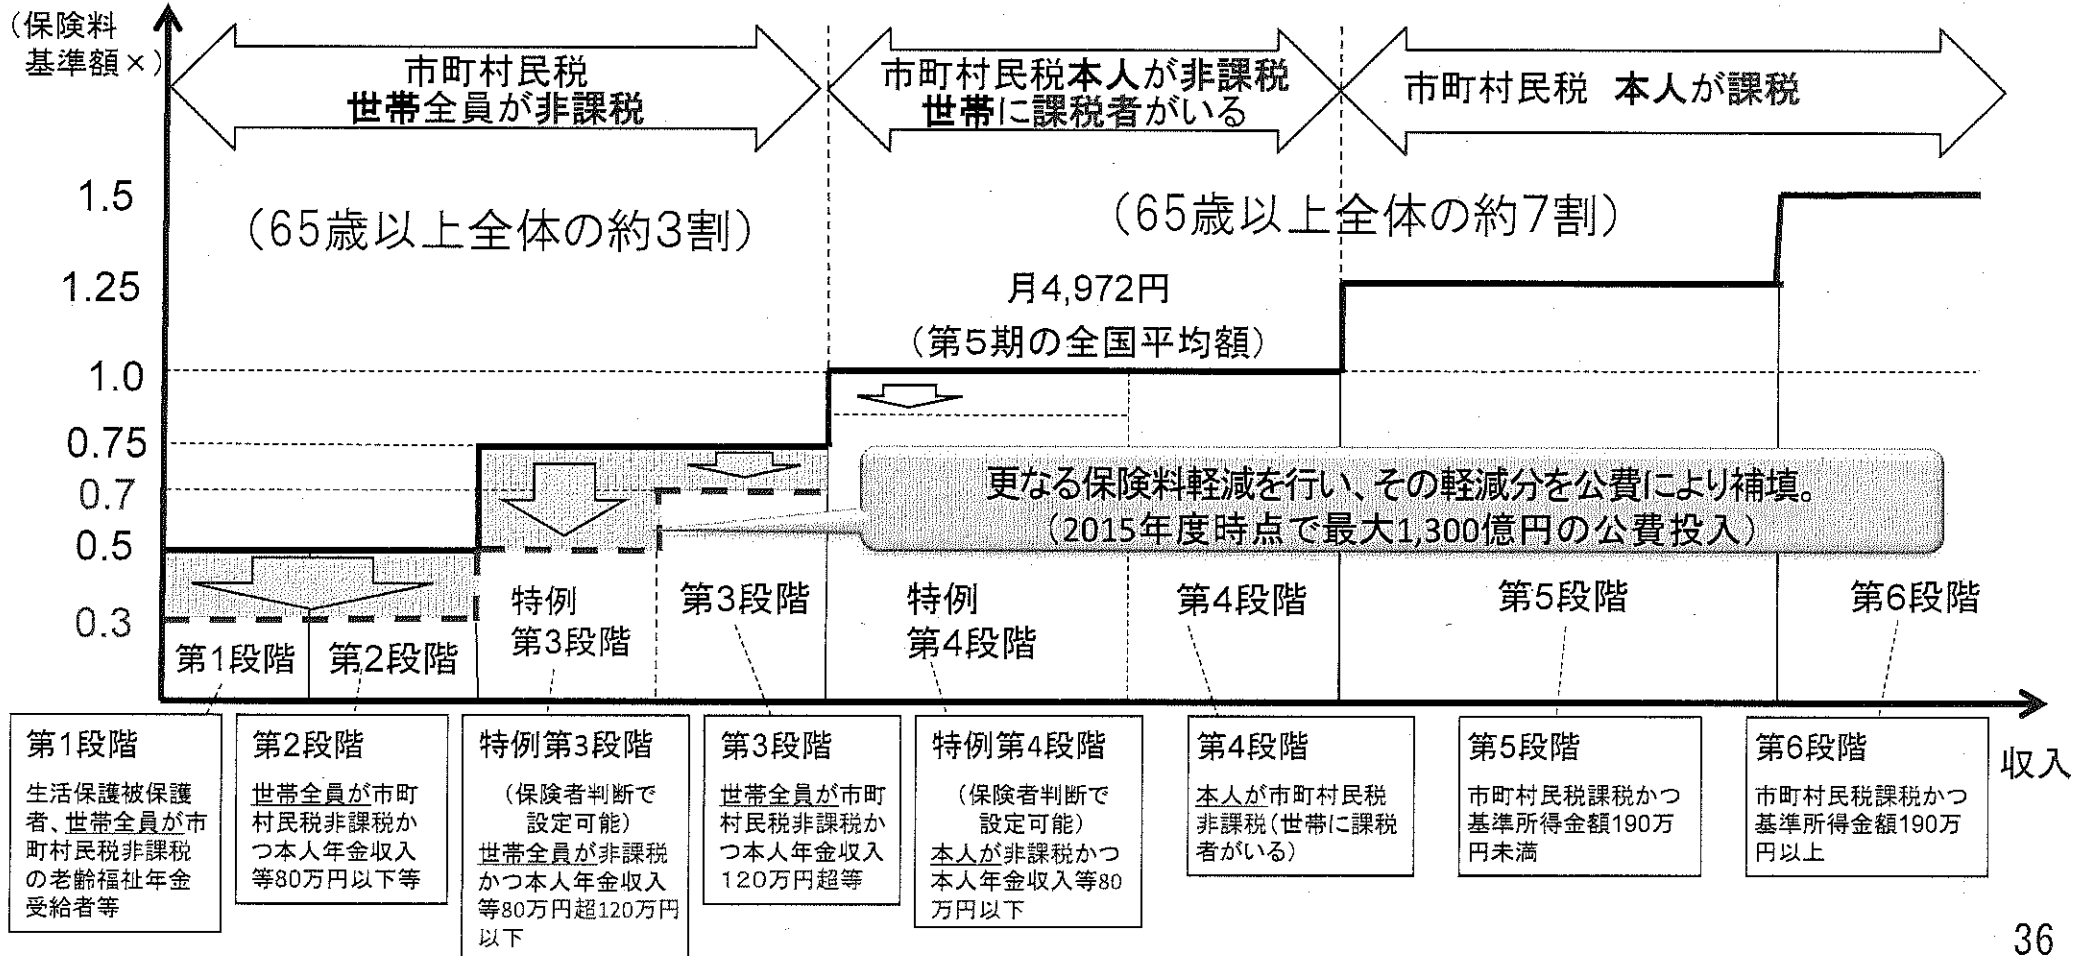 (保険料
基準額×)
市町村民税
世帯全員が非課税
市町村民税本人が非課税
世帯に課税者がいる
市町村民税 本人が課税
(65歳以上全体の約3割)
(65歳以上全体の約7割)
1.5
1.25
1.0
0.75
0.7
0.5
0.3
月4,972円
(第5期の全国平均額)
更なる保険料軽減を行い、その軽減分を公費により補填。
(2015年度時点で最大1,300億円の公費投入)
第1段階
第2段階
特例
第3段階
第3段階
特例
第4段階
第4段階
第5段階
第6段階
収入
第1段階
生活保護被保護
者、世帯全員が市
町村民税非課税
の老齢福祉年金
受給者等
第2段階
世帯全員が市町
村民税非課税か
つ本人年金収入
等80万円以下等
特例第3段階
(保険者判断で
設定可能)
世帯全員が非課税
かつ本人年金収入
等80万円超120万円
以下
第3段階
世帯全員が市町
村民税非課税か
つ本人年金収入
120万円超等
特例第4段階
(保険者判断で
設定可能)
本人が非課税かつ
本人年金収入等80
万円以下
第4段階
本人が市町村民税
非課税(世帯に課税
者がいる)
第5段階
市町村民税課税かつ
基準所得金額190万
円未満
第6段階
市町村民税課税かつ
基準所得金額190万
円以上
36